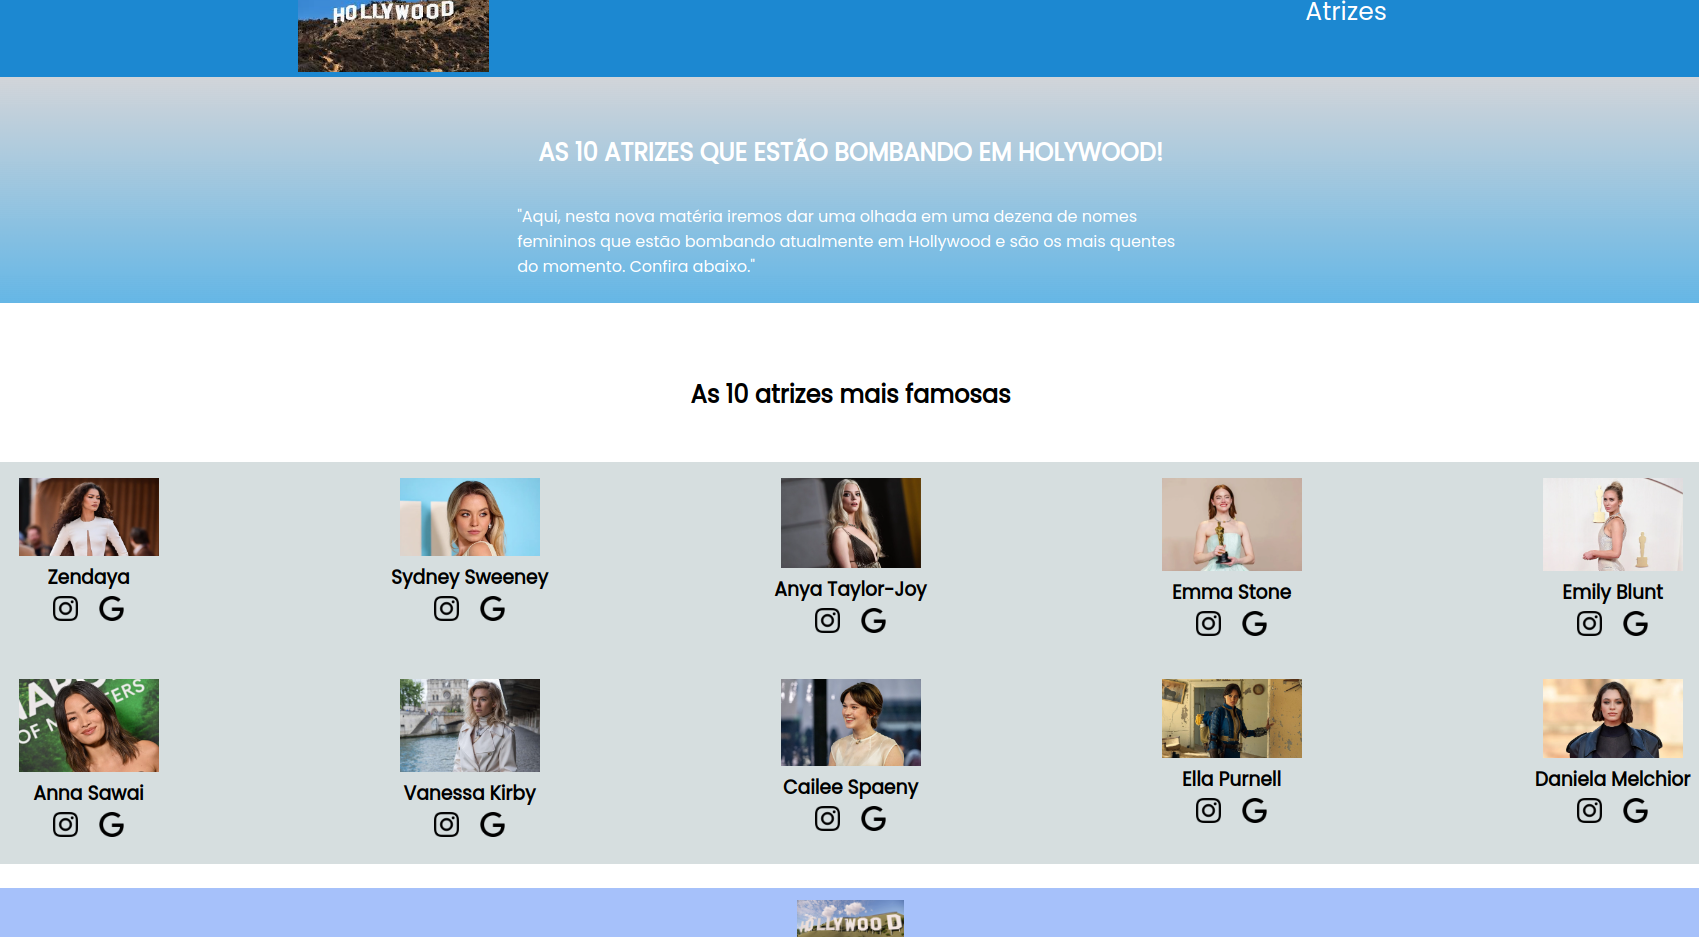 HOLLYWOOD
Atrizes
AS 10 ATRIZES QUE ESTÃO BOMBANDO EM HOLYWOOD!
"Aqui, nesta nova matéria iremos dar uma olhada em uma dezena de nomes
femininos que estão bombando atualmente em Hollywood e são os mais quentes
do momento. Confira abaixo."
As 10 atrizes mais famosas
Zendaya
Sydney Sweeney
Anya Taylor-Joy
Emma Stone
Emily Blunt
OF M
TERS
Anna Sawai
Vanessa Kirby
Cailee Spaeny
Ella Purnell
Daniela Melchior
HOLLYWOOD